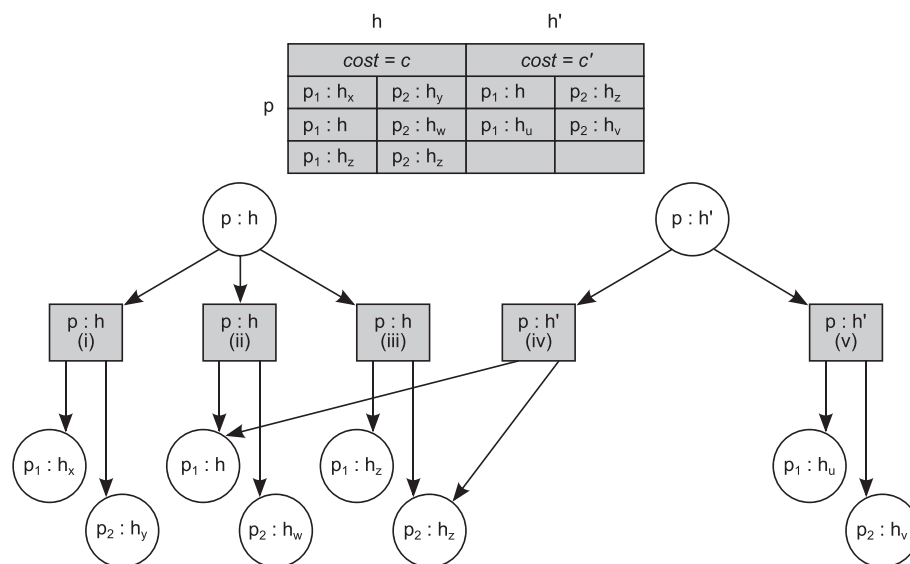 h h'
cost = c cost = c'
p
p₁ : hₓ p₂ : hᵧ p₁ : h p₂ : h_z
p₁ : h p₂ : h_w p₁ : hᵤ p₂ : hᵥ
p₁ : h_z p₂ : h_z
p : h p : h'
p : h p : h p : h p : h' p : h'
(i) (ii) (iii) (iv) (v)
p₁ : hₓ p₁ : h p₁ : h_z p₁ : hᵤ
p₂ : hᵧ p₂ : h_w p₂ : h_z p₂ : hᵥ